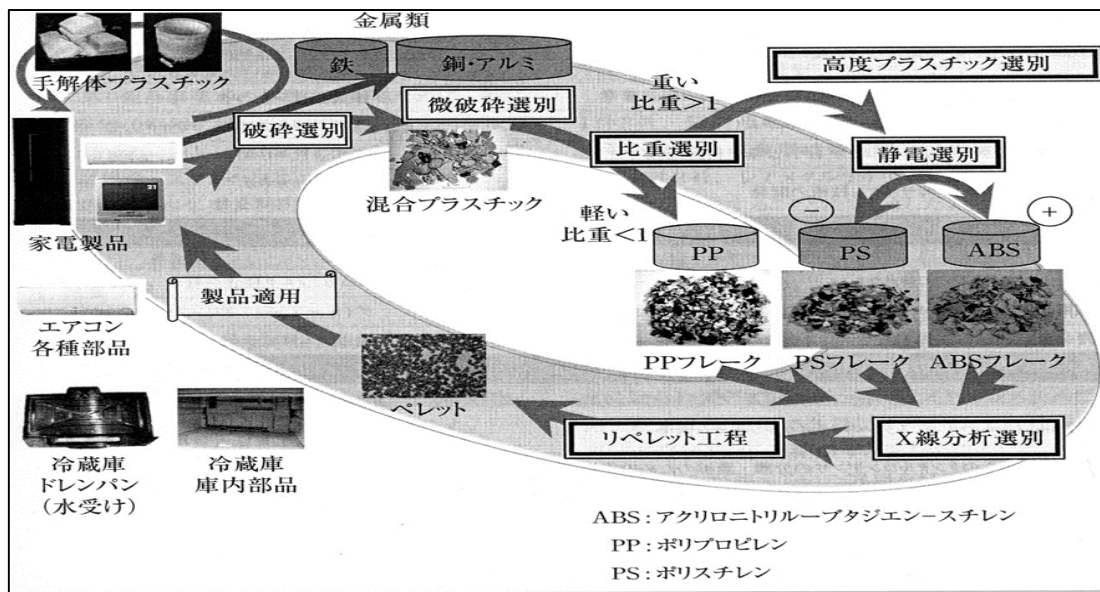 金属類
手解体プラスチック
鉄
銅・アルミ
高度プラスチック選別
重い
比重>1
微破砕選別
破砕選別
比重選別
静電選別
混合プラスチック
家電製品
軽い
比重<1
−
+
PP
PS
ABS
製品適用
エアコン
各種部品
PPフレーク
PSフレーク
ABSフレーク
ペレット
リペレット工程
X線分析選別
冷蔵庫
ドレンパン
(水受け)
冷蔵庫
庫内部品
ABS:アクリロニトリルーブタジエン−スチレン
PP:ポリプロピレン
PS:ポリスチレン